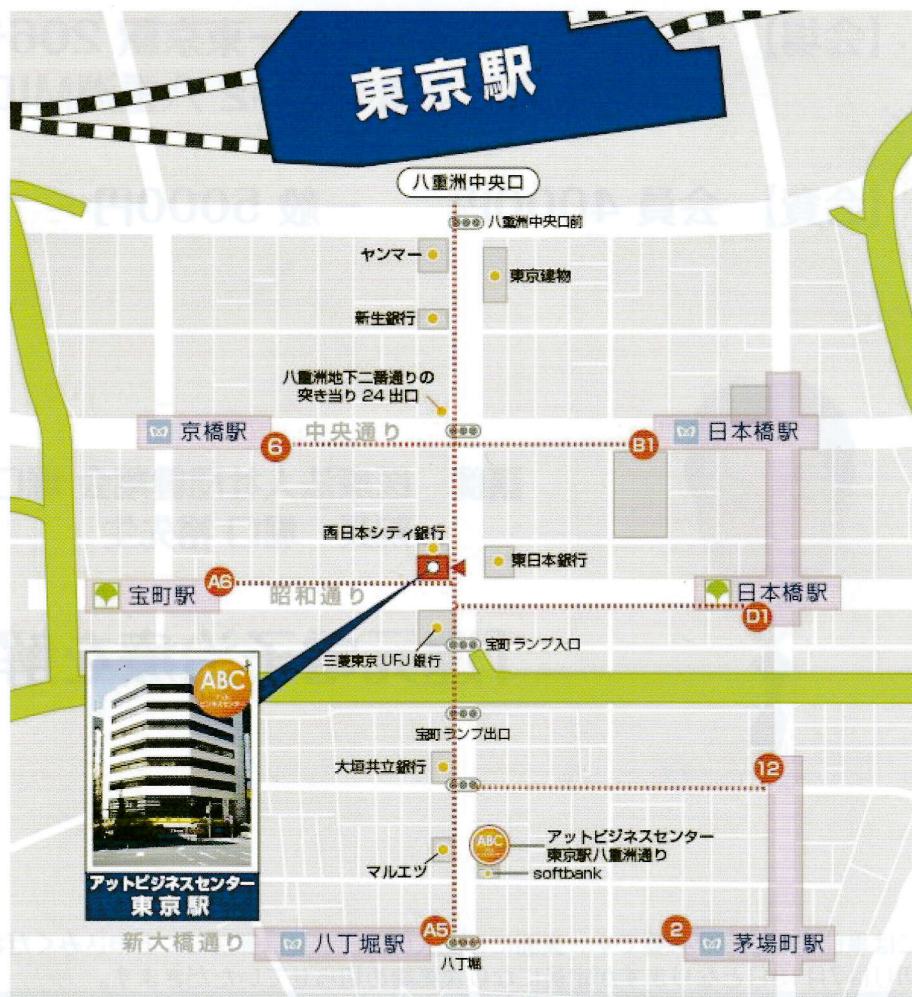 東京駅
八重洲中央口
八重洲中央口前
ヤンマー
東京建物
新生銀行
八重洲地下二番通りの
突き当り 24 出口
京橋駅
6
中央通り
B1
日本橋駅
西日本シティ銀行
東日本銀行
宝町駅
A6
昭和通り
日本橋駅
D1
三菱東京 UFJ 銀行
宝町ランプ入口
ABC
宝町ランプ出口
大垣共立銀行
12
ABC
アットビジネスセンター
東京駅八重洲通り
softbank
マルエツ
アットビジネスセンター
東京駅
新大橋通り
八丁堀駅
A5
八丁堀
2
茅場町駅